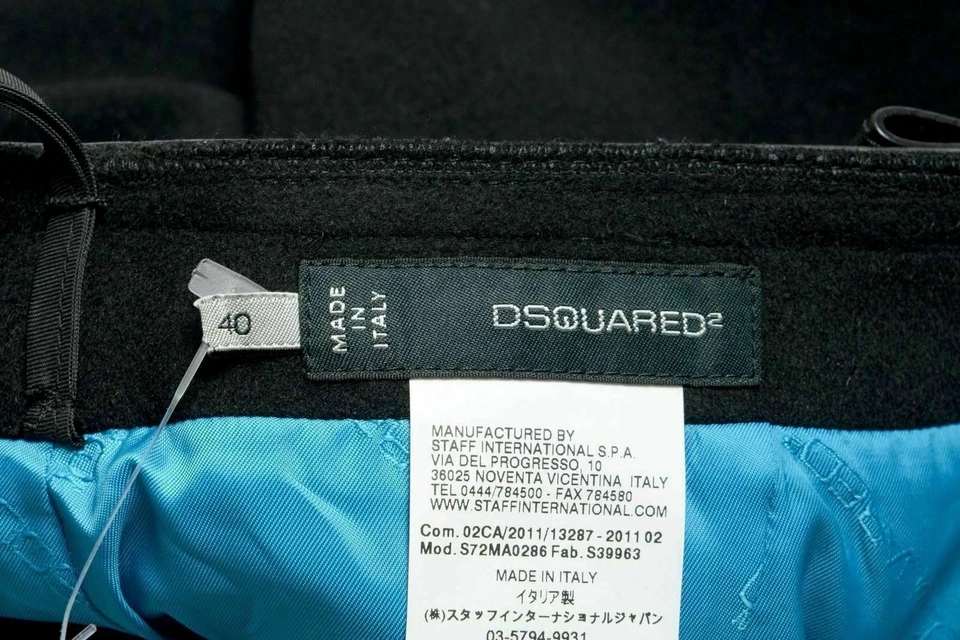 40
MADE
IN
ITALY
DSQUARED²
MANUFACTURED BY
STAFF INTERNATIONAL S.P.A.
VIA DEL PROGRESSO, 10
36025 NOVENTA VICENTINA ITALY
TEL 0444/784500 - FAX 784580
WWW.STAFFINTERNATIONAL.COM
Com. 02CA/2011/13287 - 2011 02
Mod. S72MA0286 Fab. S39963
MADE IN ITALY
イタリア製
(株)スタッフインターナショナルジャパン
03-5794-9931